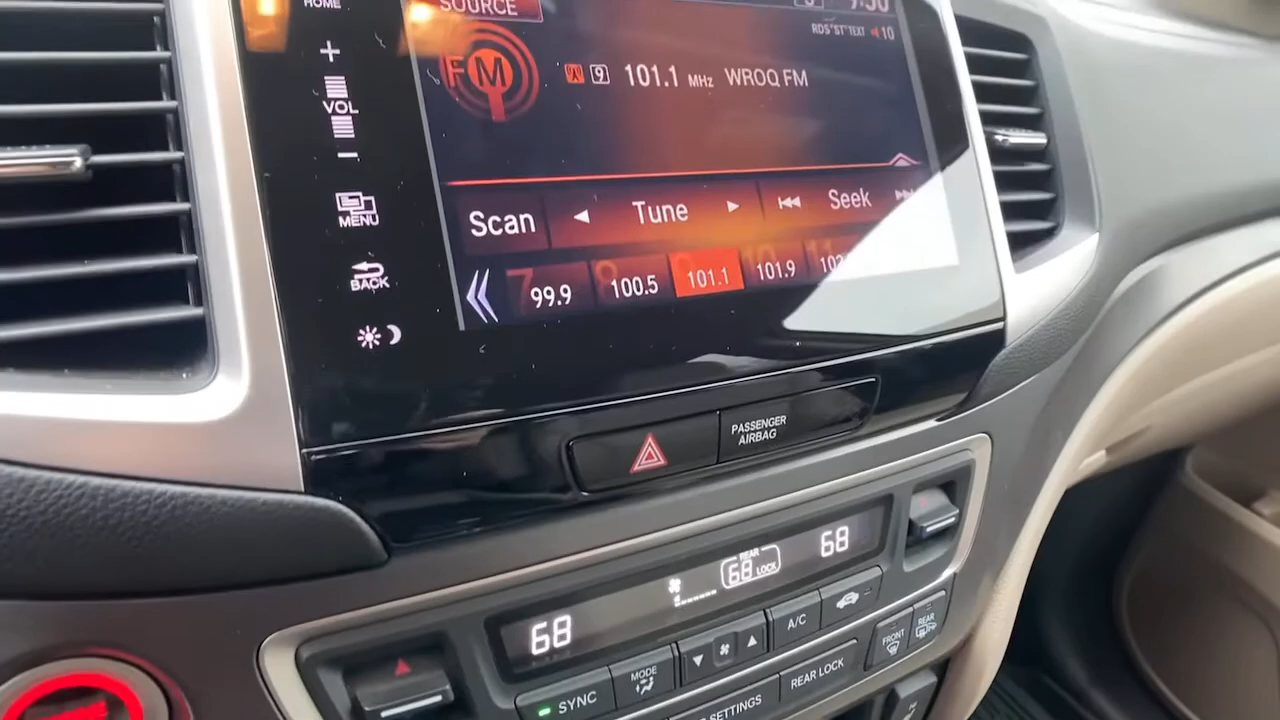 HOME
SOURCE
9:50
RDS "ST" TEXT 10
+
VOL
−
FM
9 101.1 MHz WROQ FM
MENU
Scan ◄ Tune ► Seek
BACK
7 99.9 100.5 101.1 101.9
PASSENGER
AIRBAG
REAR
68 68 LOCK 68
SYNC MODE A/C
FRONT REAR
SETTINGS REAR LOCK